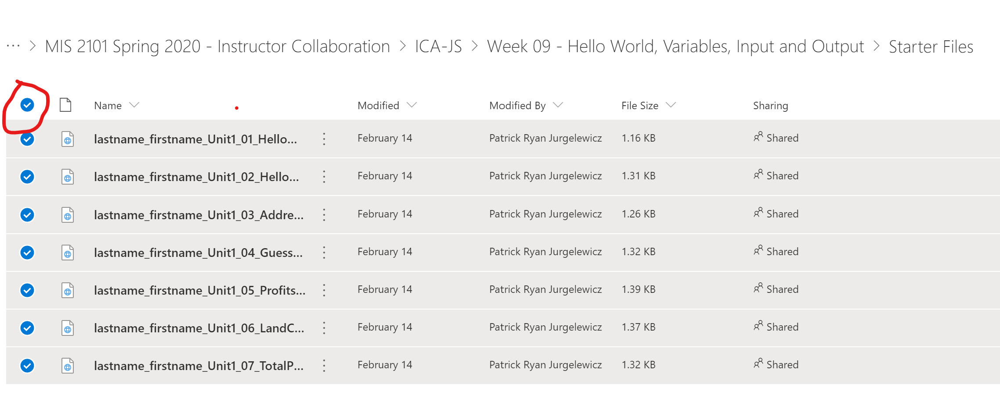 ··· > MIS 2101 Spring 2020 - Instructor Collaboration > ICA-JS > Week 09 - Hello World, Variables, Input and Output > Starter Files
Name Modified Modified By File Size Sharing
lastname_firstname_Unit1_01_Hello... February 14 Patrick Ryan Jurgelewicz 1.16 KB Shared
lastname_firstname_Unit1_02_Hello... February 14 Patrick Ryan Jurgelewicz 1.31 KB Shared
lastname_firstname_Unit1_03_Addre... February 14 Patrick Ryan Jurgelewicz 1.26 KB Shared
lastname_firstname_Unit1_04_Guess... February 14 Patrick Ryan Jurgelewicz 1.32 KB Shared
lastname_firstname_Unit1_05_Profits... February 14 Patrick Ryan Jurgelewicz 1.39 KB Shared
lastname_firstname_Unit1_06_LandC... February 14 Patrick Ryan Jurgelewicz 1.37 KB Shared
lastname_firstname_Unit1_07_TotalP... February 14 Patrick Ryan Jurgelewicz 1.32 KB Shared